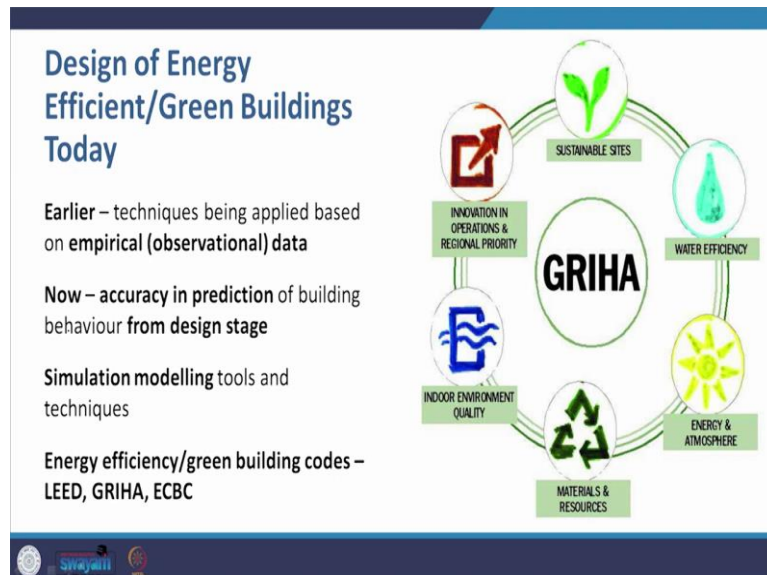 Design of Energy
Efficient/Green Buildings
Today
Earlier – techniques being applied based
on empirical (observational) data
Now – accuracy in prediction of building
behaviour from design stage
Simulation modelling tools and
techniques
Energy efficiency/green building codes –
LEED, GRIHA, ECBC
SUSTAINABLE SITES
WATER EFFICIENCY
ENERGY &
ATMOSPHERE
MATERIALS &
RESOURCES
INDOOR ENVIRONMENT
QUALITY
INNOVATION IN
OPERATIONS &
REGIONAL PRIORITY
GRIHA
swayam